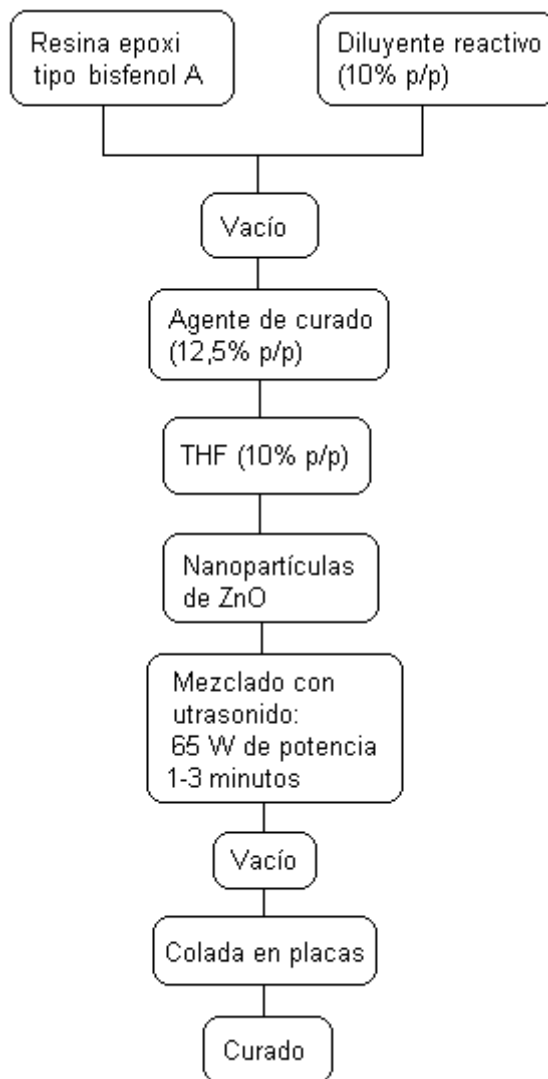 Resina epoxi
tipo bisfenol A
Diluyente reactivo
(10% p/p)
Vacío
Agente de curado
(12,5% p/p)
THF (10% p/p)
Nanopartículas
de ZnO
Mezclado con
utrasonido:
65 W de potencia
1-3 minutos
Vacío
Colada en placas
Curado